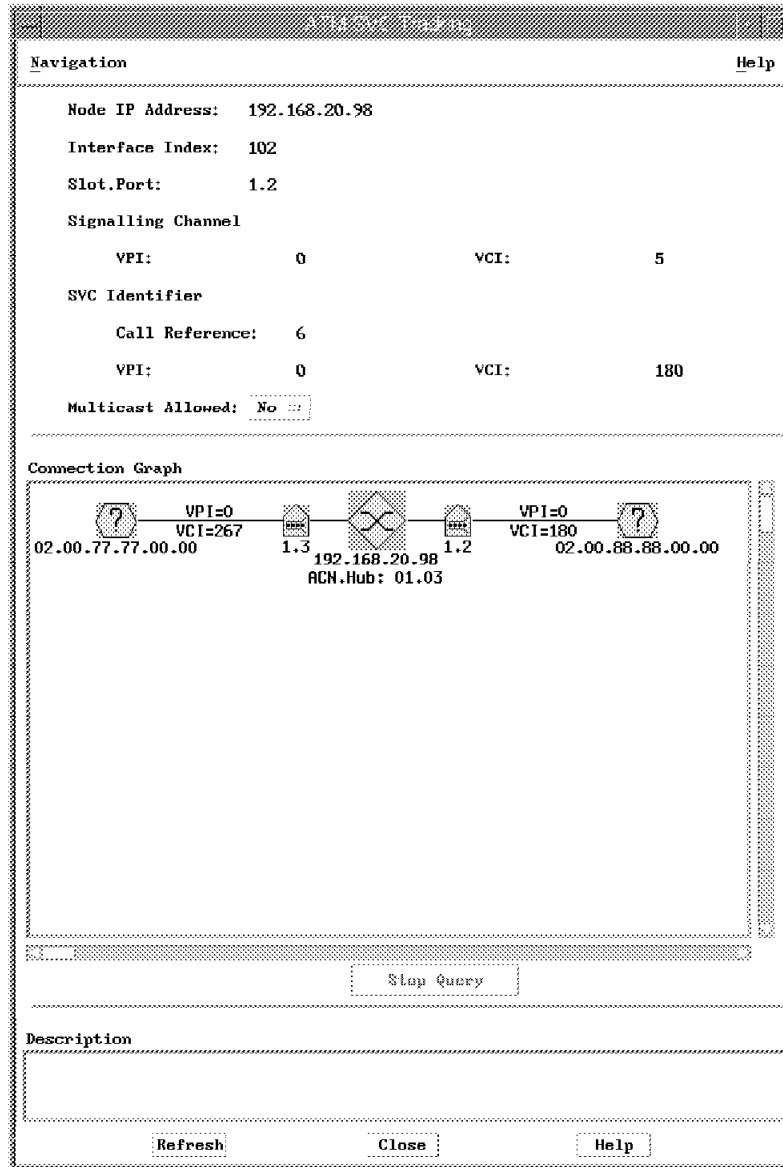 ATM SVC Tracking
Navigation Help
Node IP Address: 192.168.20.98
Interface Index: 102
Slot.Port: 1.2
Signalling Channel
VPI: 0 VCI: 5
SVC Identifier
Call Reference: 6
VPI: 0 VCI: 180
Multicast Allowed: No
Connection Graph
? VPI=0 VPI=0 ?
VCI=267 VCI=180
02.00.77.77.00.00 1.3 1.2 02.00.88.88.00.00
192.168.20.98
ACN.Hub: 01.03
Stop Query
Description
Refresh Close Help